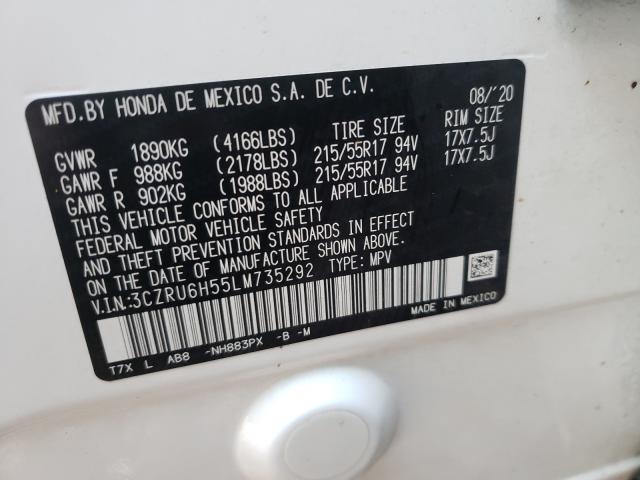 MFD.BY HONDA DE MEXICO S.A. DE C.V. 08/'20
TIRE SIZE RIM SIZE
GVWR 1890KG (4166LBS)
GAWR F 988KG (2178LBS) 215/55R17 94V 17X7.5J
GAWR R 902KG (1988LBS) 215/55R17 94V 17X7.5J
THIS VEHICLE CONFORMS TO ALL APPLICABLE
FEDERAL MOTOR VEHICLE SAFETY
AND THEFT PREVENTION STANDARDS IN EFFECT
ON THE DATE OF MANUFACTURE SHOWN ABOVE.
V.I.N:3CZRU6H55LM735292 TYPE: MPV
T7X L AB8 -NH883PX -B -M
MADE IN MEXICO